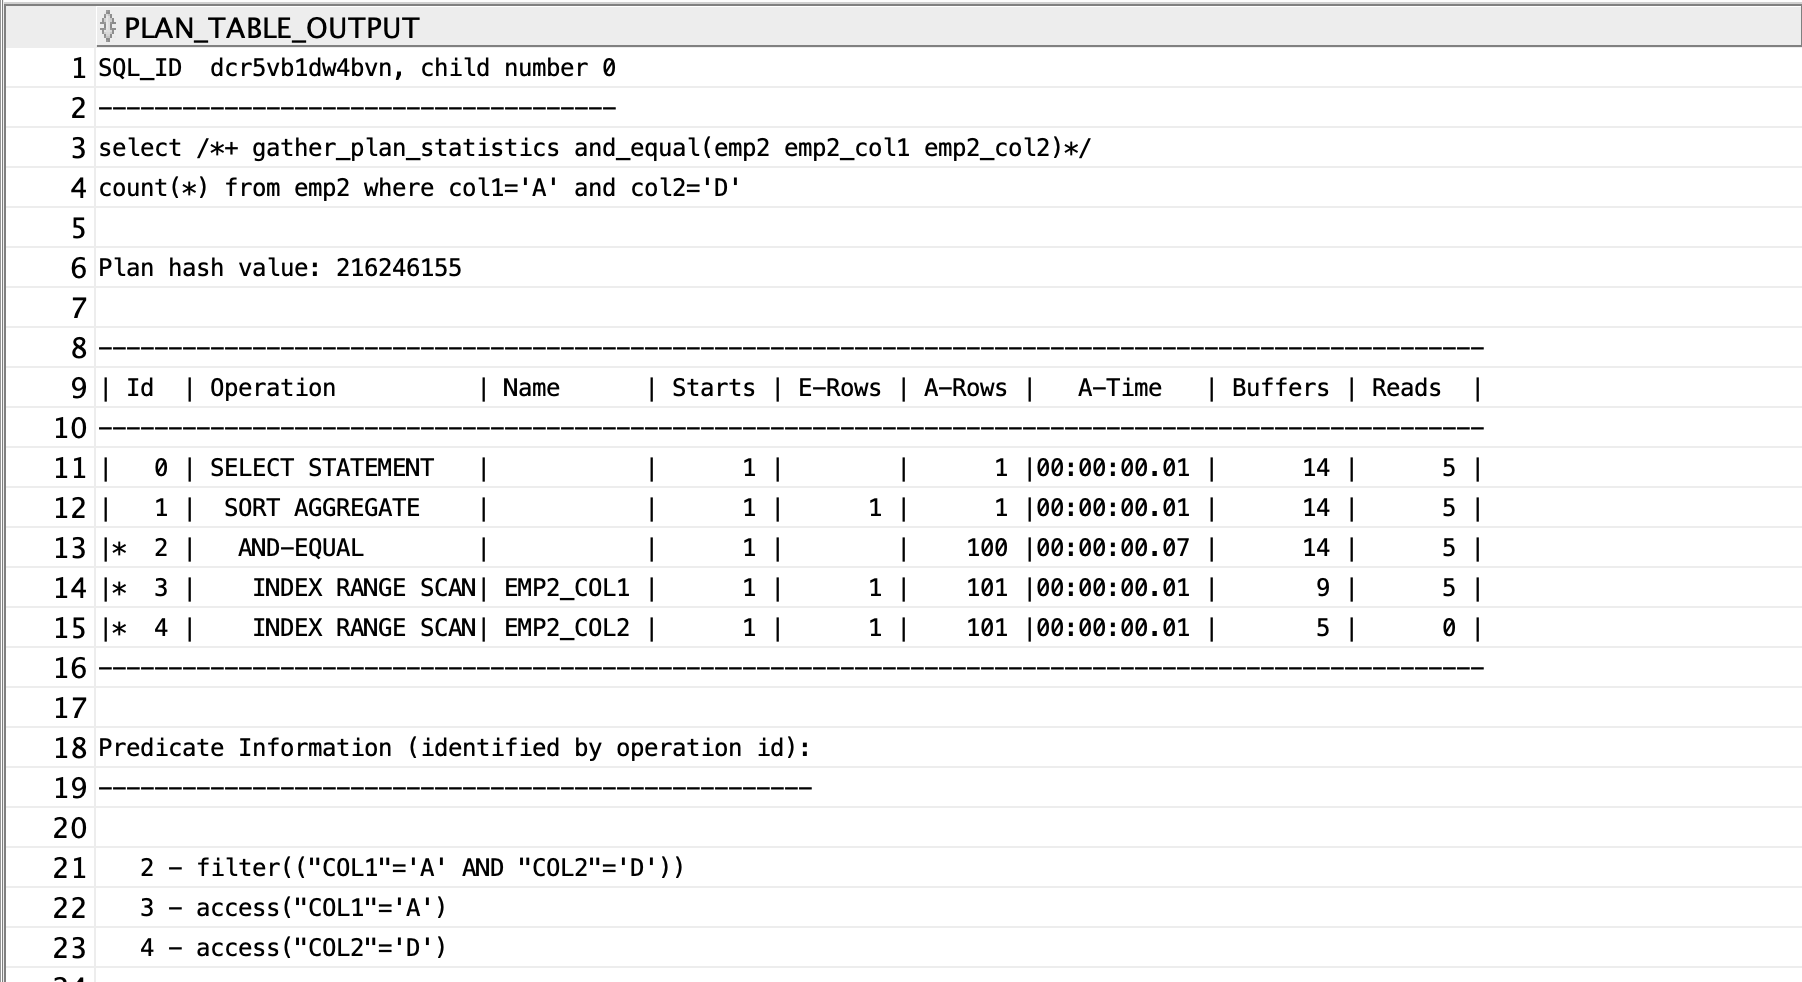 PLAN_TABLE_OUTPUT
1 SQL_ID  dcr5vb1dw4bvn, child number 0
2 -------------------------------------
3 select /*+ gather_plan_statistics and_equal(emp2 emp2_col1 emp2_col2)*/
4 count(*) from emp2 where col1='A' and col2='D'
5
6 Plan hash value: 216246155
7
8 ---------------------------------------------------------------------------------------------------
9 | Id  | Operation          | Name      | Starts | E-Rows | A-Rows |   A-Time   | Buffers | Reads  |
10 ---------------------------------------------------------------------------------------------------
11 |   0 | SELECT STATEMENT   |           |      1 |        |      1 |00:00:00.01 |      14 |      5 |
12 |   1 |  SORT AGGREGATE    |           |      1 |      1 |      1 |00:00:00.01 |      14 |      5 |
13 |*  2 |   AND-EQUAL        |           |      1 |        |    100 |00:00:00.07 |      14 |      5 |
14 |*  3 |    INDEX RANGE SCAN| EMP2_COL1 |      1 |      1 |    101 |00:00:00.01 |       9 |      5 |
15 |*  4 |    INDEX RANGE SCAN| EMP2_COL2 |      1 |      1 |    101 |00:00:00.01 |       5 |      0 |
16 ---------------------------------------------------------------------------------------------------
17
18 Predicate Information (identified by operation id):
19 ---------------------------------------------------
20
21    2 - filter(("COL1"='A' AND "COL2"='D'))
22    3 - access("COL1"='A')
23    4 - access("COL2"='D')